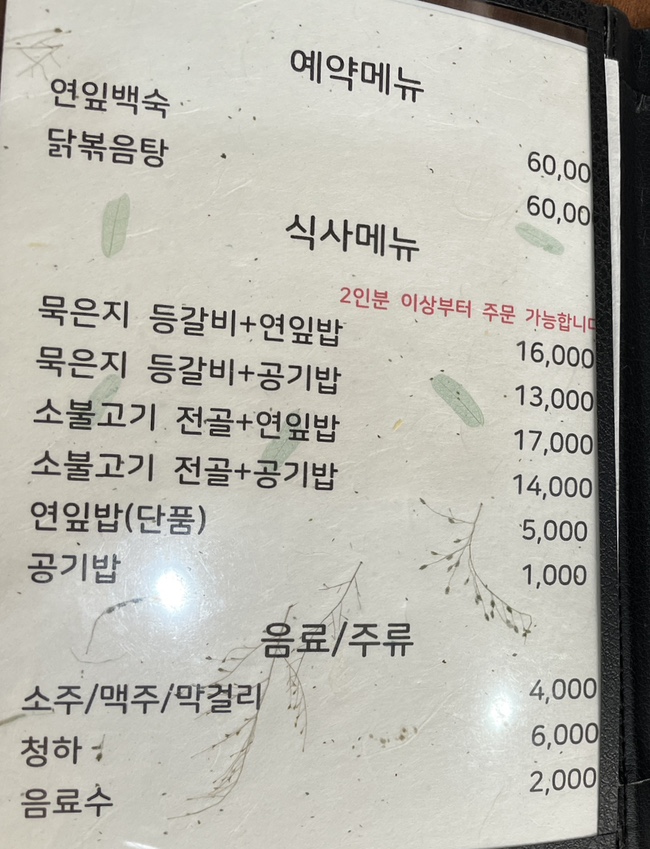 예약메뉴
연잎백숙 60,00
닭볶음탕 60,00
식사메뉴
2인분 이상부터 주문 가능합니다
묵은지 등갈비+연잎밥 16,000
묵은지 등갈비+공기밥 13,000
소불고기 전골+연잎밥 17,000
소불고기 전골+공기밥 14,000
연잎밥(단품) 5,000
공기밥 1,000
음료/주류
소주/맥주/막걸리 4,000
청하 6,000
음료수 2,000